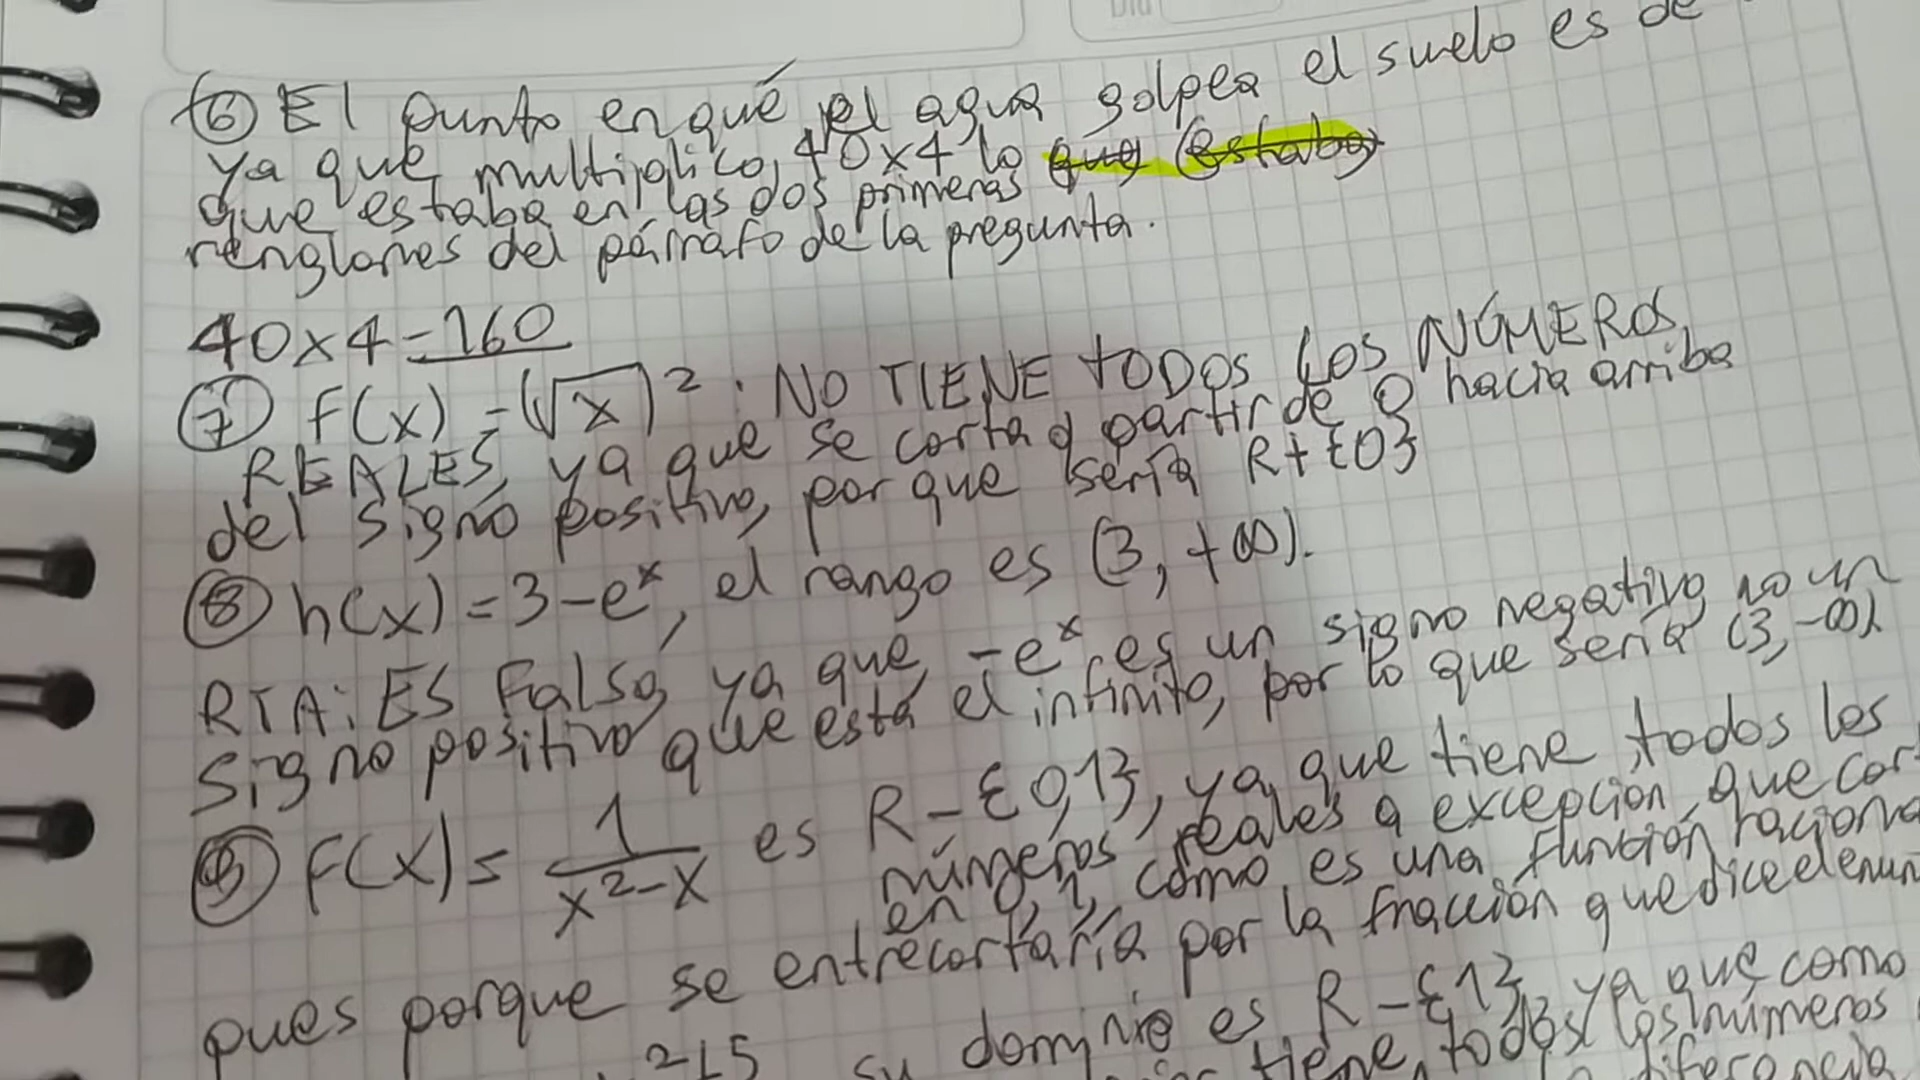 Día
⑥ El punto en qué el agua golpea el suelo es de
ya que multiplico 40x4 lo que estaba
que estaba en las dos primeras
renglones del párrafo de la pregunta.
40x4=160
⑦ f(x) = (√x)². NO TIENE TODOS LOS NÚMEROS
REALES, ya que se corta a partir de 0 hacia arriba
del signo positivo, por que sería R+{0}
⑧ h(x) = 3-eˣ, el rango es (3, +∞).
RTA: ES Falso, ya que -eˣ es un signo negativo no un
signo positivo que está el infinito, por lo que sería (3, -∞).
⑨ F(X) = 1/(x²-x) es R-{0,1}, ya que tiene todos los
números reales a excepción que cor
en 0, 1, como es una función raciona
pues porque se entrecortaría por la fracción que dice el enun
2+5 su dominio es R-{1}, ya que como
tiene todos los números
diferencia